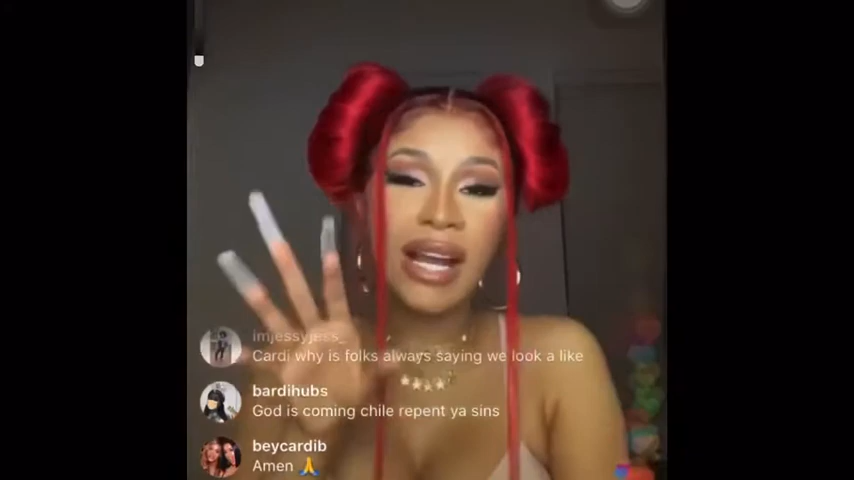 imjessyjess_
Cardi why is folks always saying we look a like
bardihubs
God is coming chile repent ya sins
beycardib
Amen 🙏